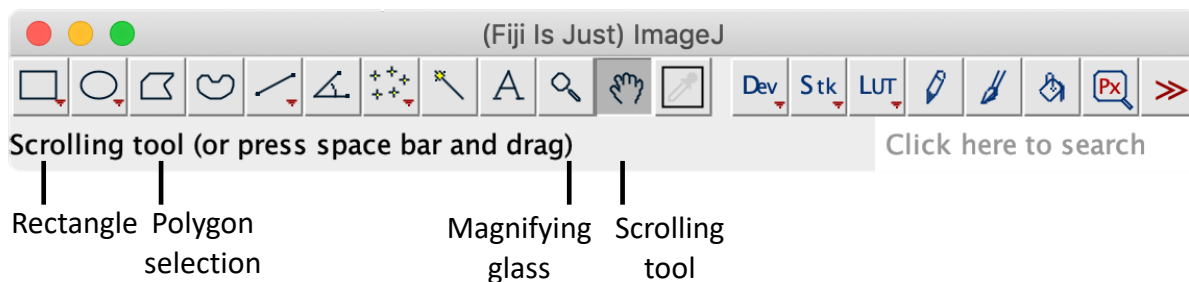 (Fiji Is Just) ImageJ
A Dev Stk LUT Px >>
Scrolling tool (or press space bar and drag) Click here to search
Rectangle Polygon selection Magnifying glass Scrolling tool